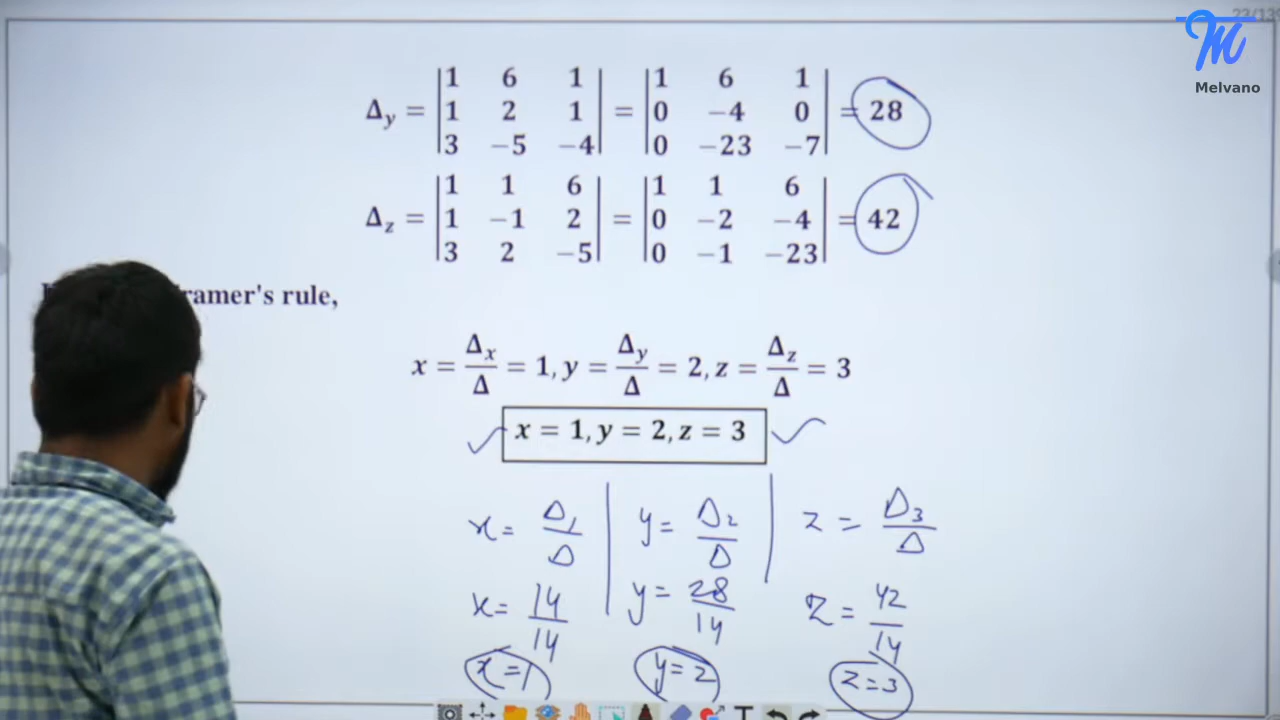 23/139
Melvano
Δy = |1 6 1| = |1 6 1| = 28
|1 2 1| |0 −4 0|
|3 −5 −4| |0 −23 −7|
Δz = |1 1 6| = |1 1 6| = 42
|1 −1 2| |0 −2 −4|
|3 2 −5| |0 −1 −23|
ramer's rule,
x = Δx/Δ = 1, y = Δy/Δ = 2, z = Δz/Δ = 3
x = 1, y = 2, z = 3
x = Δ1/Δ y = Δ2/Δ z = Δ3/Δ
x = 14/14 y = 28/14 z = 42/14
x = 1 y = 2 z = 3
T